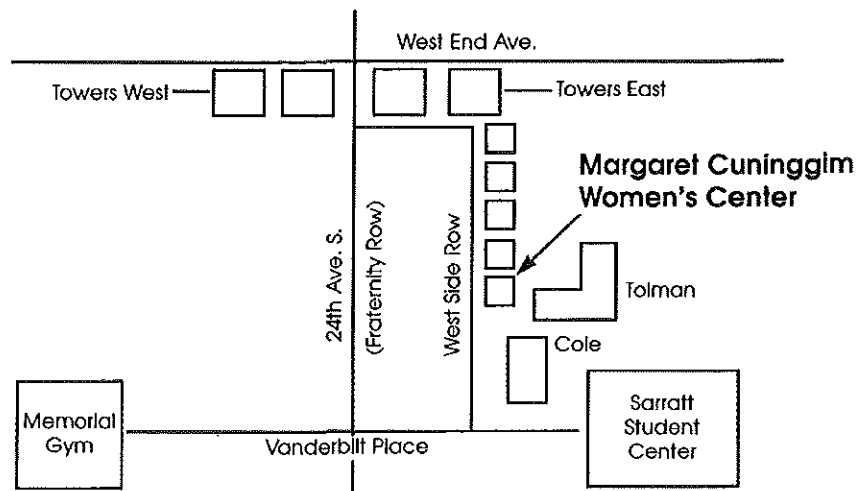 West End Ave.
Towers West
Towers East
Margaret Cuninggim
Women's Center
24th Ave. S.
(Fraternity Row)
West Side Row
Tolman
Cole
Memorial
Gym
Vanderbilt Place
Sarratt
Student
Center